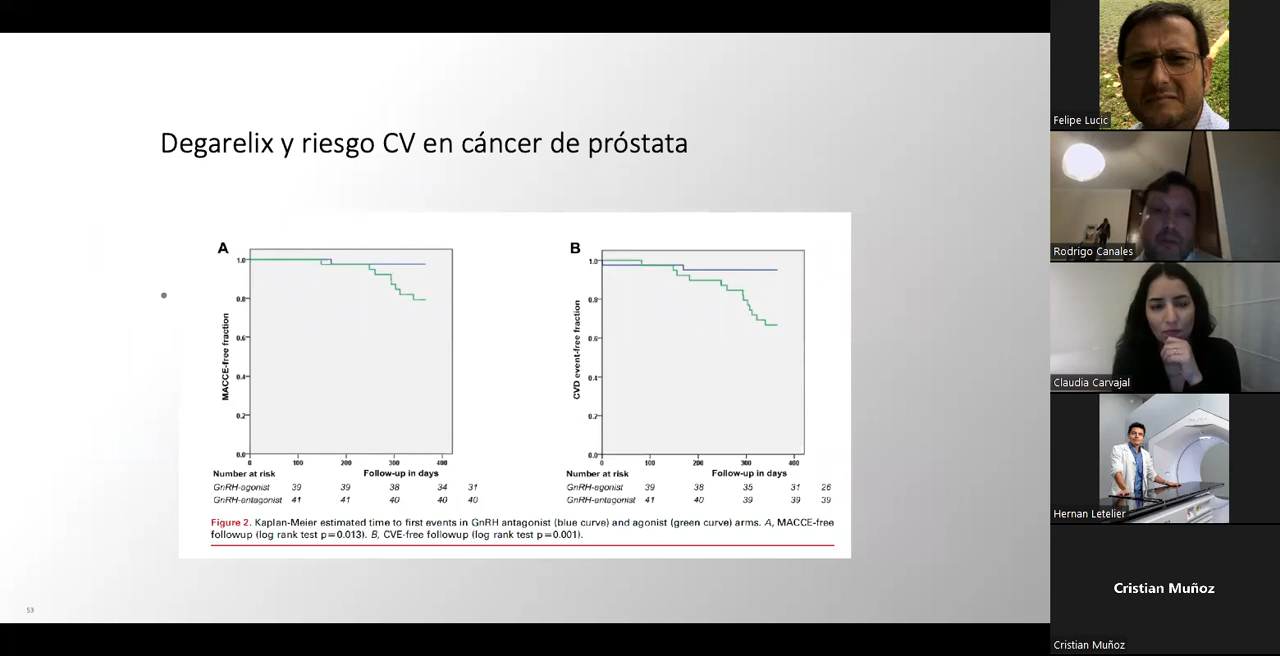 Degarelix y riesgo CV en cáncer de próstata
A
MACCE-free fraction
1.0
0.8
0.6
0.4
0.2
0.0
0 100 200 300 400
Number at risk Follow-up in days
GnRH-agonist 39 39 38 34 31
GnRH-antagonist 41 41 40 40 40
B
CVD event-free fraction
1.0
0.8
0.6
0.4
0.2
0.0
0 100 200 300 400
Number at risk Follow-up in days
GnRH-agonist 39 38 35 31 26
GnRH-antagonist 41 40 39 39 39
Figure 2. Kaplan-Meier estimated time to first events in GnRH antagonist (blue curve) and agonist (green curve) arms. A, MACCE-free
followup (log rank test p=0.013). B, CVE-free followup (log rank test p=0.001).
53
Felipe Lucic
Rodrigo Canales
Claudia Carvajal
Hernan Letelier
Cristian Muñoz
Cristian Muñoz